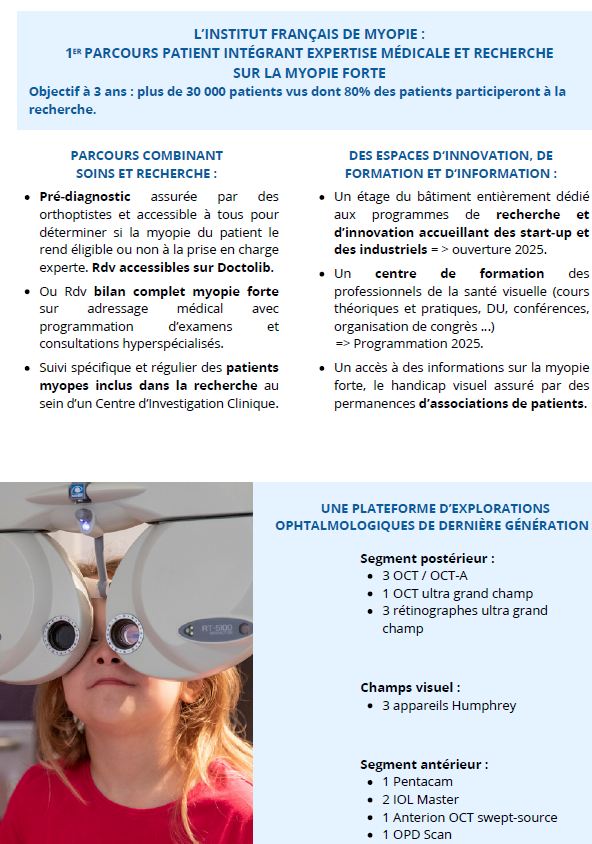 L'INSTITUT FRANÇAIS DE MYOPIE :
1ER PARCOURS PATIENT INTÉGRANT EXPERTISE MÉDICALE ET RECHERCHE
SUR LA MYOPIE FORTE
Objectif à 3 ans : plus de 30 000 patients vus dont 80% des patients participeront à la
recherche.
PARCOURS COMBINANT
SOINS ET RECHERCHE :
• Pré-diagnostic assurée par des
orthoptistes et accessible à tous pour
déterminer si la myopie du patient le
rend éligible ou non à la prise en charge
experte. Rdv accessibles sur Doctolib.
• Ou Rdv bilan complet myopie forte
sur adressage médical avec
programmation d'examens et
consultations hyperspécialisés.
• Suivi spécifique et régulier des patients
myopes inclus dans la recherche au
sein d'un Centre d'Investigation Clinique.
DES ESPACES D'INNOVATION, DE
FORMATION ET D'INFORMATION :
• Un étage du bâtiment entièrement dédié
aux programmes de recherche et
d'innovation accueillant des start-up et
des industriels = > ouverture 2025.
• Un centre de formation des
professionnels de la santé visuelle (cours
théoriques et pratiques, DU, conférences,
organisation de congrès ...)
=> Programmation 2025.
• Un accès à des informations sur la myopie
forte, le handicap visuel assuré par des
permanences d'associations de patients.
RT-5100
UNE PLATEFORME D'EXPLORATIONS
OPHTALMOLOGIQUES DE DERNIÈRE GÉNÉRATION
Segment postérieur :
• 3 OCT / OCT-A
• 1 OCT ultra grand champ
• 3 rétinographes ultra grand
champ
Champs visuel :
• 3 appareils Humphrey
Segment antérieur :
• 1 Pentacam
• 2 IOL Master
• 1 Anterion OCT swept-source
• 1 OPD Scan